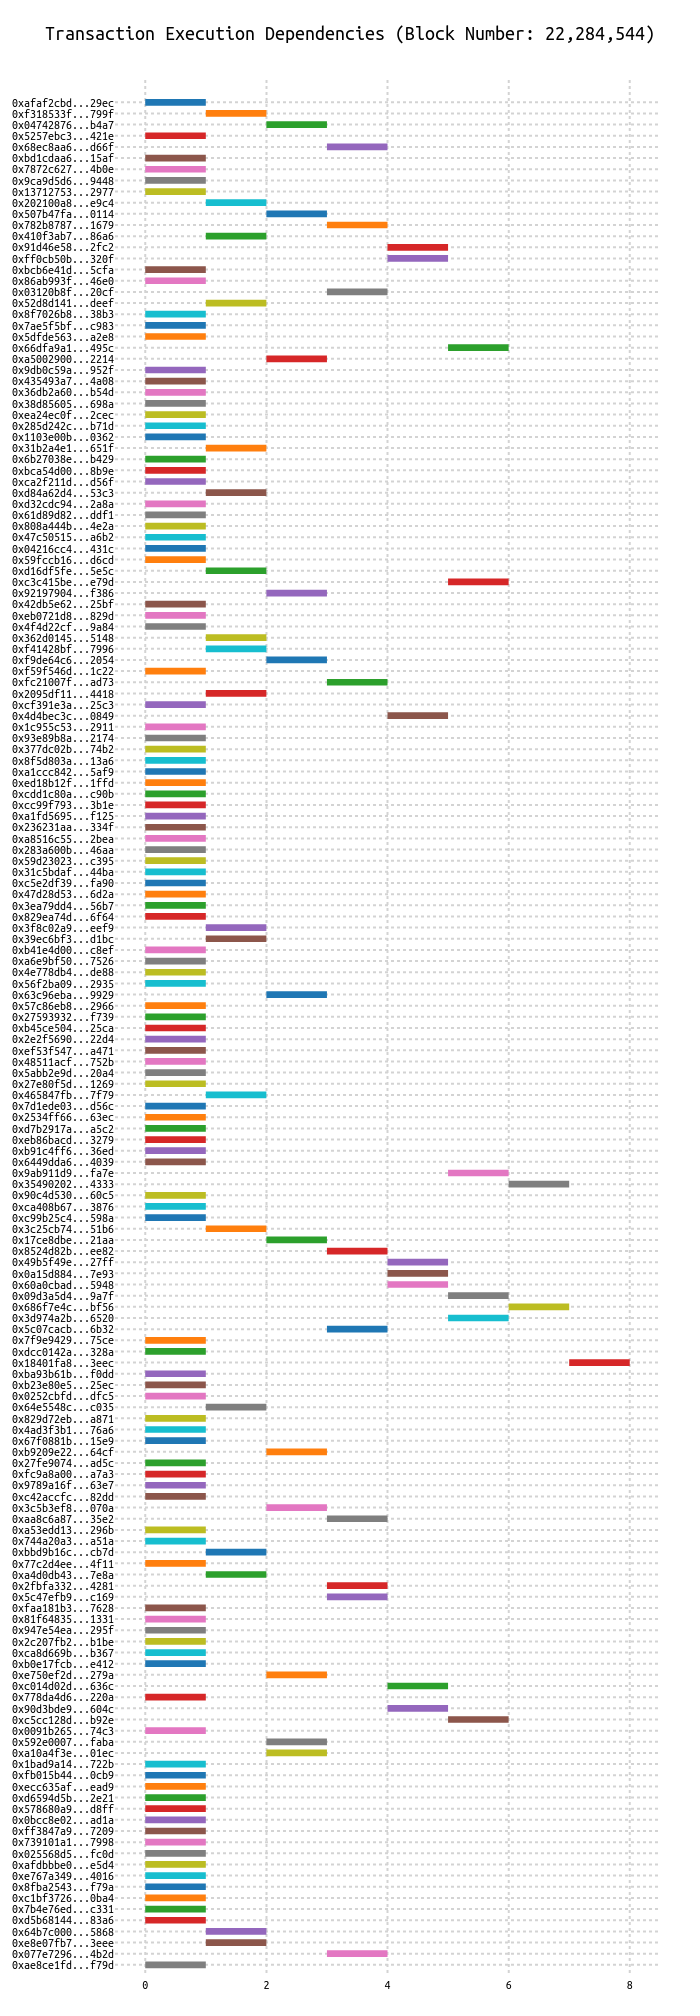 Transaction Execution Dependencies (Block Number: 22,284,544)
0xafaf2cbd...29ec
0xf318533f...799f
0x04742876...b4a7
0x5257ebc3...421e
0x68ec8aa6...d66f
0xbd1cdaa6...15af
0x7872c627...4b0e
0x9ca9d5d6...9448
0x13712753...2977
0x202100a8...e9c4
0x507b47fa...0114
0x782b8787...1679
0x410f3ab7...86a6
0x91d46e58...2fc2
0xff0cb50b...320f
0xbcb6e41d...5cfa
0x86ab993f...46e0
0x03120b8f...20cf
0x52d8d141...deef
0x8f7026b8...38b3
0x7ae5f5bf...c983
0x5dfde563...a2e8
0x66dfa9a1...495c
0xa5002900...2214
0x9db0c59a...952f
0x435493a7...4a08
0x36db2a60...b54d
0x38d85605...698a
0xea24ec0f...2cec
0x285d242c...b71d
0x1103e00b...0362
0x31b2a4e1...651f
0x6b27038e...b429
0xbca54d00...8b9e
0xca2f211d...d56f
0xd84a62d4...53c3
0xd32cdc94...2a8a
0x61d89d82...ddf1
0x808a444b...4e2a
0x47c50515...a6b2
0x04216cc4...431c
0x59fccb16...d6cd
0xd16df5fe...5e5c
0xc3c415be...e79d
0x92197904...f386
0x42db5e62...25bf
0xeb0721d8...829d
0x4f4d22cf...9a84
0x362d0145...5148
0xf41428bf...7996
0xf9de64c6...2054
0xf59f546d...1c22
0xfc21007f...ad73
0x2095df11...4418
0xcf391e3a...25c3
0x4d4bec3c...0849
0x1c955c53...2911
0x93e89b8a...2174
0x377dc02b...74b2
0x8f5d803a...13a6
0xa1ccc842...5af9
0xed18b12f...1ffd
0xcdd1c80a...c90b
0xcc99f793...3b1e
0xa1fd5695...f125
0x236231aa...334f
0xa8516c55...2bea
0x283a600b...46aa
0x59d23023...c395
0x31c5bdaf...44ba
0xc5e2df39...fa90
0x47d28d53...6d2a
0x3ea79dd4...56b7
0x829ea74d...6f64
0x3f8c02a9...eef9
0x39ec6bf3...d1bc
0xb41e4d00...c8ef
0xa6e9bf50...7526
0x4e778db4...de88
0x56f2ba09...2935
0x63c96eba...9929
0x57c86eb8...2966
0x27593932...f739
0xb45ce504...25ca
0x2e2f5690...22d4
0xef53f547...a471
0x48511acf...752b
0x5abb2e9d...20a4
0x27e80f5d...1269
0x465847fb...7f79
0x7d1ede03...d56c
0x2534ff66...63ec
0xd7b2917a...a5c2
0xeb86bacd...3279
0xb91c4ff6...36ed
0x6449dda6...4039
0x9ab911d9...fa7e
0x35490202...4333
0x90c4d530...60c5
0xca408b67...3876
0xc99b25c4...598a
0x3c25cb74...51b6
0x17ce8dbe...21aa
0x8524d82b...ee82
0x49b5f49e...27ff
0x0a15d884...7e93
0x60a0cbad...5948
0x09d3a5d4...9a7f
0x686f7e4c...bf56
0x3d974a2b...6520
0x5c07cacb...6b32
0x7f9e9429...75ce
0xdcc0142a...328a
0x18401fa8...3eec
0xba93b61b...f0dd
0xb23e80e5...25ec
0x0252cbfd...dfc5
0x64e5548c...c035
0x829d72eb...a871
0x4ad3f3b1...76a6
0x67f0881b...15e9
0xb9209e22...64cf
0x27fe9074...ad5c
0xfc9a8a00...a7a3
0x9789a16f...63e7
0xc42accfc...82dd
0x3c5b3ef8...070a
0xaa8c6a87...35e2
0xa53edd13...296b
0x744a20a3...a51a
0xbbd9b16c...cb7d
0x77c2d4ee...4f11
0xa4d0db43...7e8a
0x2fbfa332...4281
0x5c47efb9...c169
0xfaa181b3...7628
0x81f64835...1331
0x947e54ea...295f
0x2c207fb2...b1be
0xca8d669b...b367
0xb0e17fcb...e412
0xe750ef2d...279a
0xc014d02d...636c
0x778da4d6...220a
0x90d3bde9...604c
0xc5cc128d...b92e
0x0091b265...74c3
0x592e0007...faba
0xa10a4f3e...01ec
0x1bad9a14...722b
0xfb015b44...0cb9
0xecc635af...ead9
0xd6594d5b...2e21
0x578680a9...d8ff
0x0bcc8e02...ad1a
0xff3847a9...7209
0x739101a1...7998
0x025568d5...fc0d
0xafdbbbe0...e5d4
0xe767a349...4016
0x8fba2543...f79a
0xc1bf3726...0ba4
0x7b4e76ed...c331
0xd5b68144...83a6
0x64b7c000...5868
0xe8e07fb7...3eee
0x077e7296...4b2d
0xae8ce1fd...f79d
0 2 4 6 8